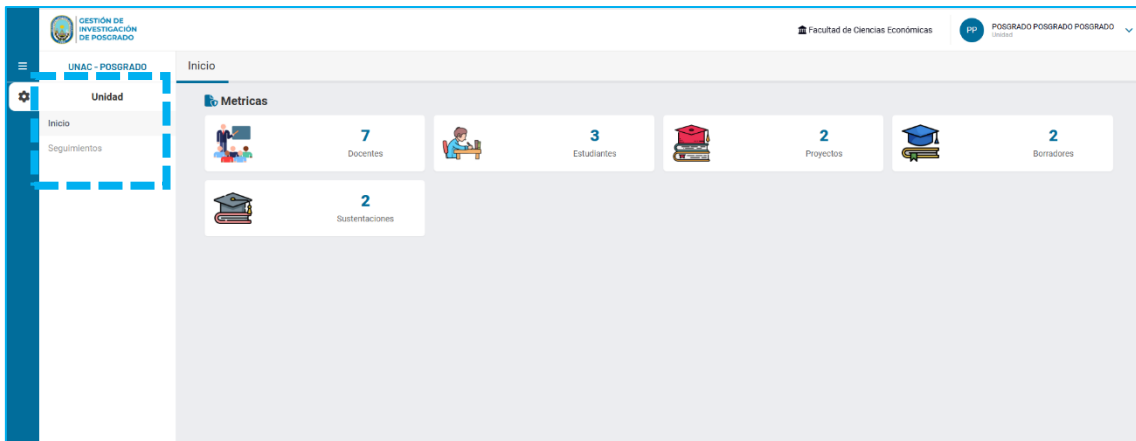 GESTIÓN DE
INVESTIGACIÓN
DE POSGRADO
Facultad de Ciencias Económicas
PP
POSGRADO POSGRADO POSGRADO
Unidad
UNAC - POSGRADO
Inicio
Unidad
Inicio
Seguimientos
Metricas
7
Docentes
3
Estudiantes
2
Proyectos
2
Borradores
2
Sustentaciones